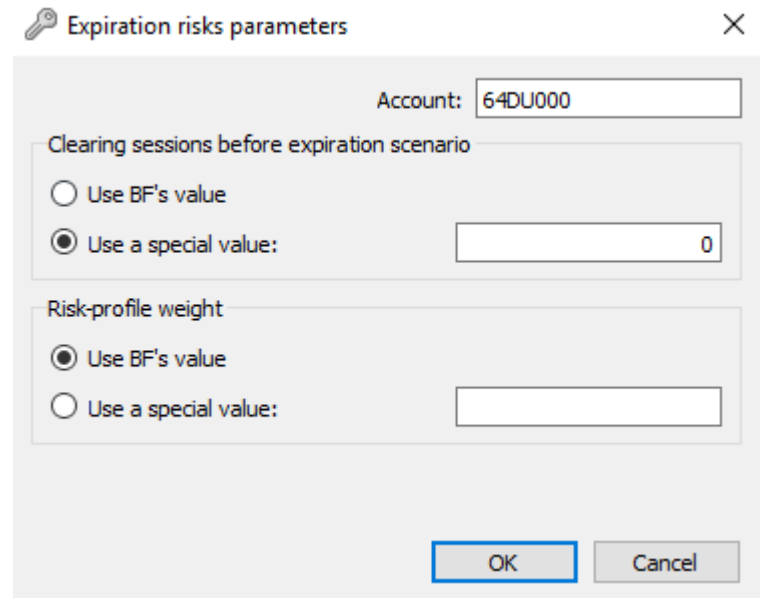 Expiration risks parameters
Account: 64DU000
Clearing sessions before expiration scenario
Use BF's value
Use a special value: 0
Risk-profile weight
Use BF's value
Use a special value:
OK Cancel